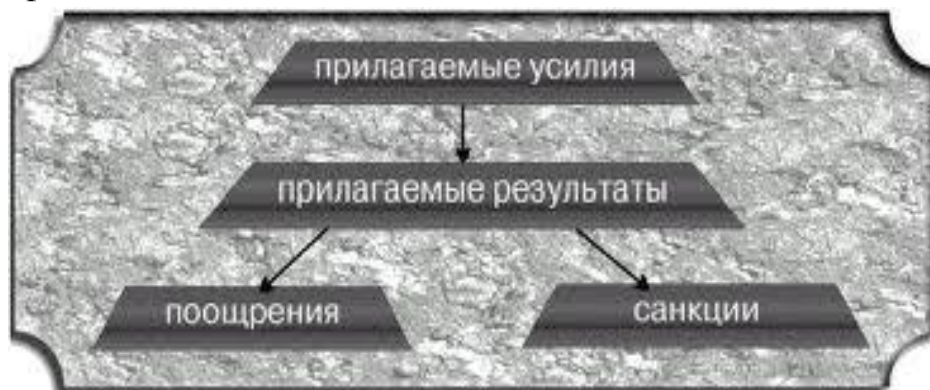 прилагаемые усилия
прилагаемые результаты
поощрения
санкции